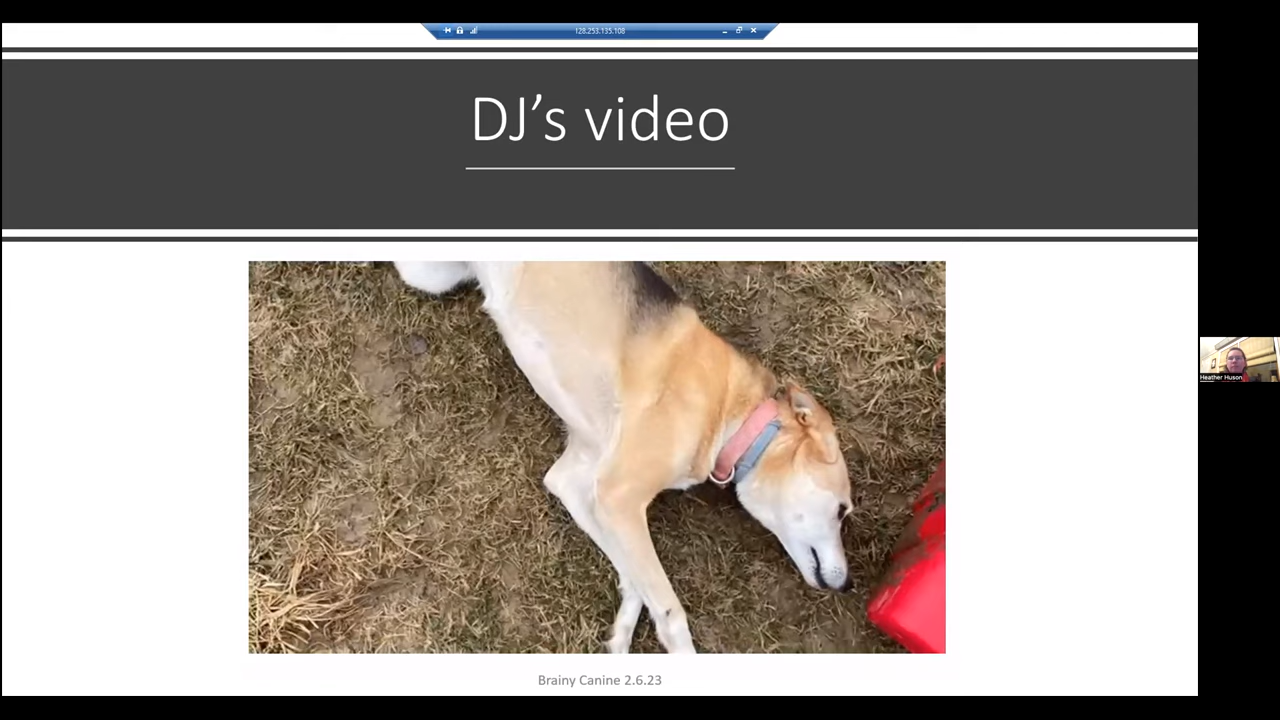 128.253.135.108
DJ’s video
Heather Huson
Brainy Canine 2.6.23